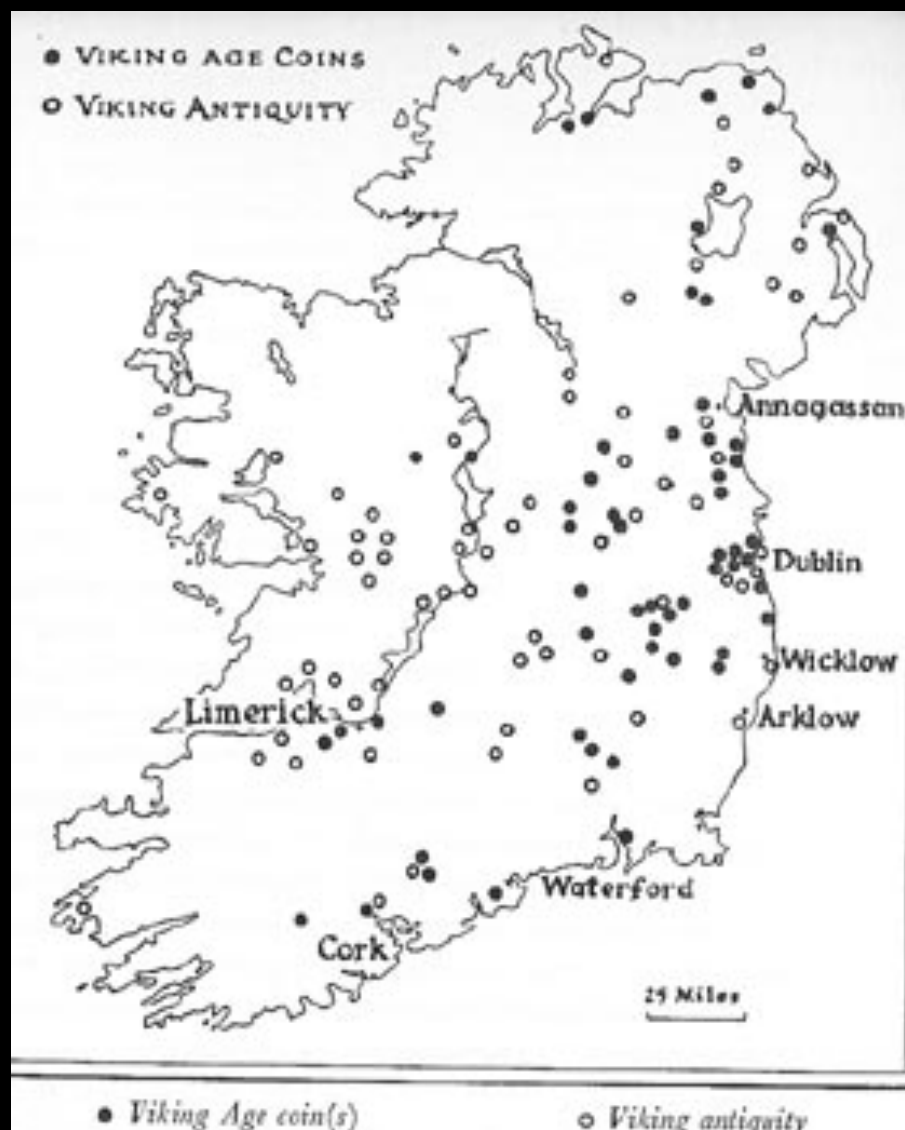 ● VIKING AGE COINS
○ VIKING ANTIQUITY
Annagassan
Dublin
Wicklow
Arklow
Limerick
Waterford
Cork
25 Miles
● Viking Age coin(s) ○ Viking antiquity